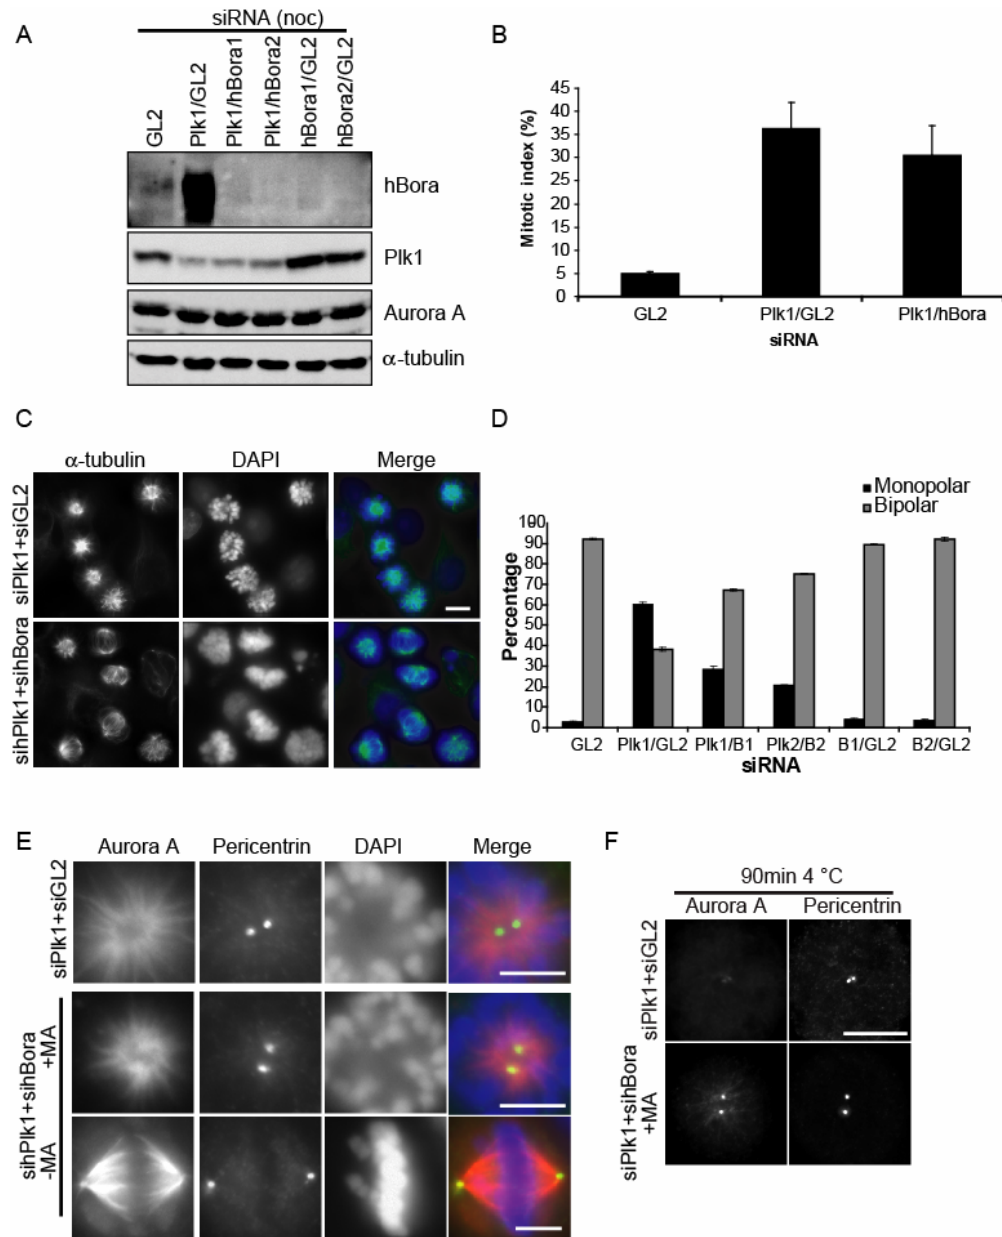 A
siRNA (noc)
GL2
Plk1/GL2
Plk1/hBora1
Plk1/hBora2
hBora1/GL2
hBora2/GL2
hBora
Plk1
Aurora A
α-tubulin
B
Mitotic index (%)
45
40
35
30
25
20
15
10
5
0
GL2 Plk1/GL2 Plk1/hBora
siRNA
C
α-tubulin DAPI Merge
siPlk1+siGL2
sihPlk1+sihBora
D
Monopolar
Bipolar
Percentage
100
90
80
70
60
50
40
30
20
10
0
GL2 Plk1/GL2 Plk1/B1 Plk2/B2 B1/GL2 B2/GL2
siRNA
E
Aurora A Pericentrin DAPI Merge
siPlk1+siGL2
sihPlk1+sihBora
+MA
-MA
F
90min 4 °C
Aurora A Pericentrin
siPlk1+siGL2
siPlk1+sihBora
+MA